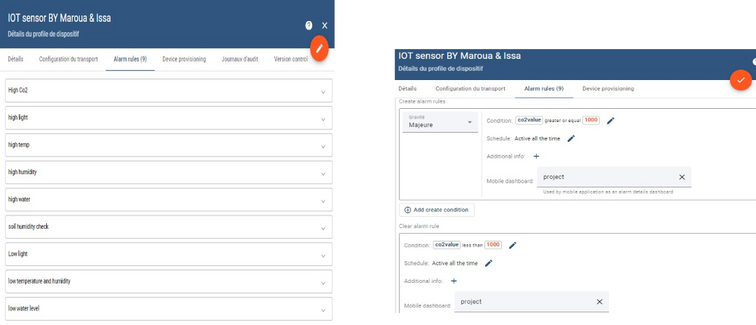 IOT sensor BY Maroua & Issa
Détails du profile de dispositif
? X
Détails Configuration du transport Alarm rules (9) Device provisioning Journaux d'audit Version control
High Co2
high light
high temp
high humidity
high water
soil humidity check
Low light
low temperature and humidity
low water level
IOT sensor BY Maroua & Issa
Détails du profile de dispositif
Détails Configuration du transport Alarm rules (9) Device provisioning
Create alarm rules
Gravité
Majeure
Condition: co2value greater or equal 1000
Schedule: Active all the time
Additional info: +
Mobile dashboard: project X
Used by mobile application as an alarm details dashboard
Add create condition
Clear alarm rule
Condition: co2value less than 1000
Schedule: Active all the time
Additional info: +
Mobile dashboard: project X